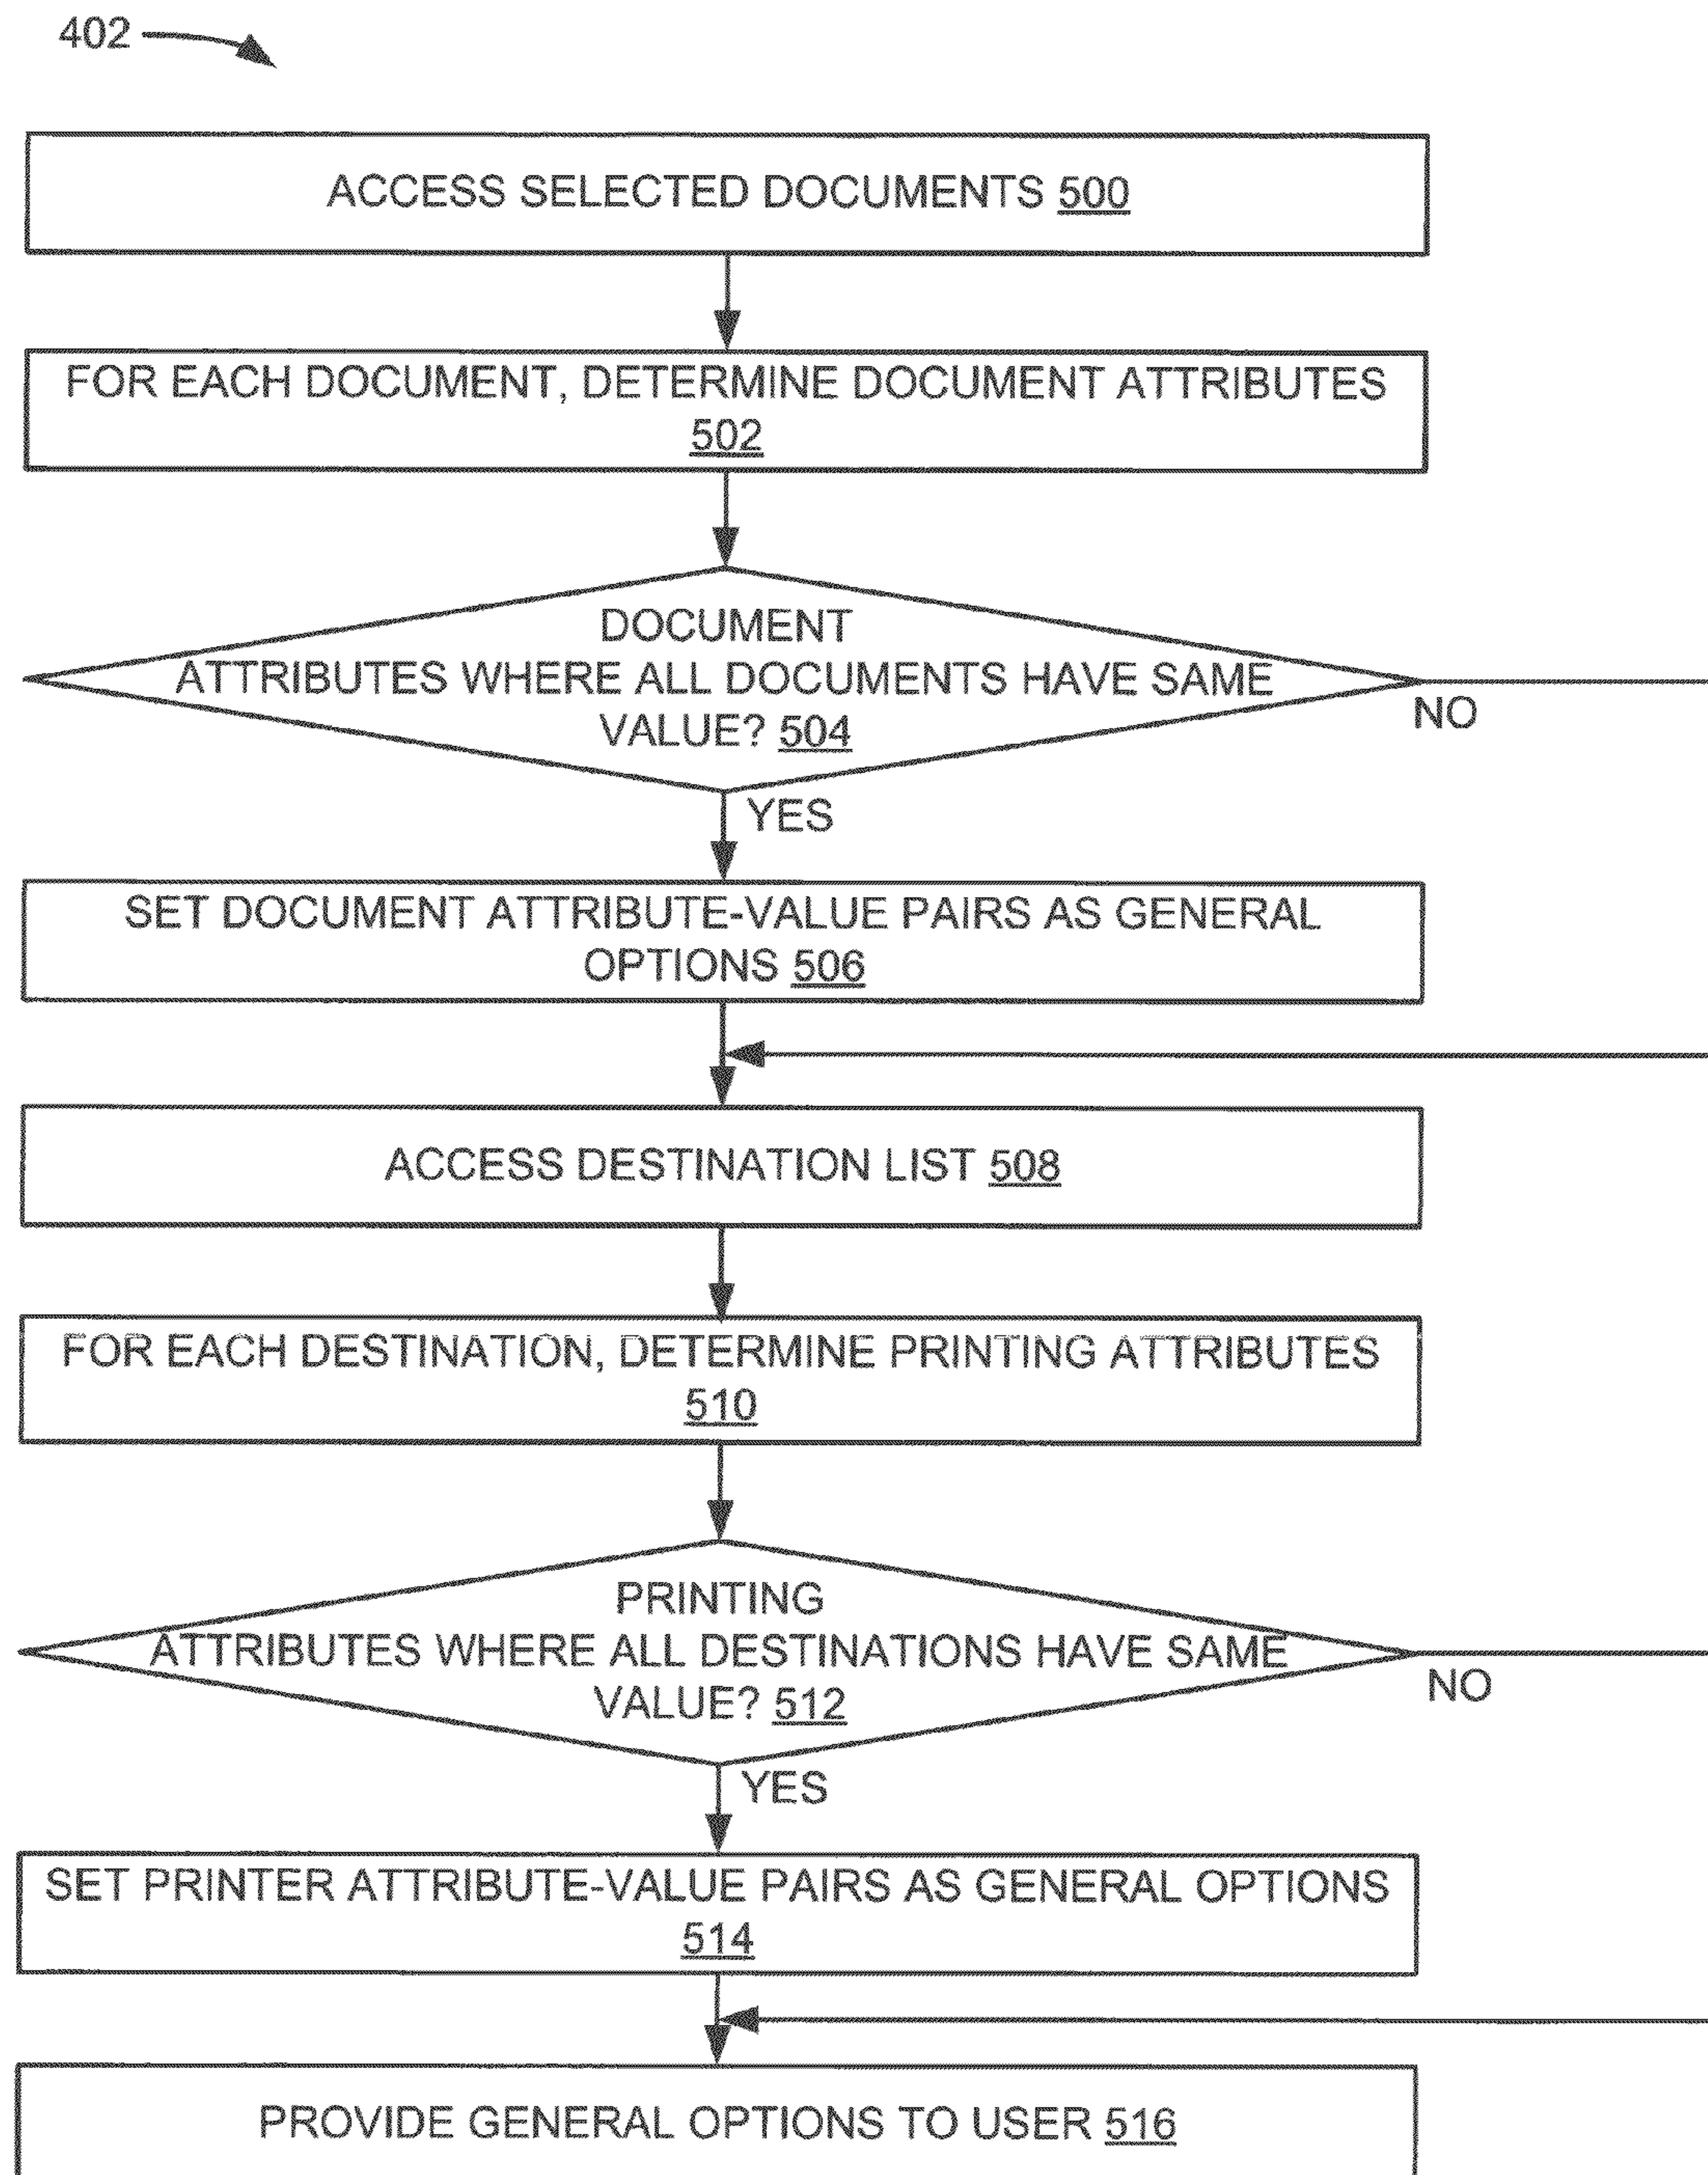 402
ACCESS SELECTED DOCUMENTS 500
FOR EACH DOCUMENT, DETERMINE DOCUMENT ATTRIBUTES
502
DOCUMENT
ATTRIBUTES WHERE ALL DOCUMENTS HAVE SAME
VALUE? 504
NO
YES
SET DOCUMENT ATTRIBUTE-VALUE PAIRS AS GENERAL
OPTIONS 506
ACCESS DESTINATION LIST 508
FOR EACH DESTINATION, DETERMINE PRINTING ATTRIBUTES
510
PRINTING
ATTRIBUTES WHERE ALL DESTINATIONS HAVE SAME
VALUE? 512
NO
YES
SET PRINTER ATTRIBUTE-VALUE PAIRS AS GENERAL OPTIONS
514
PROVIDE GENERAL OPTIONS TO USER 516